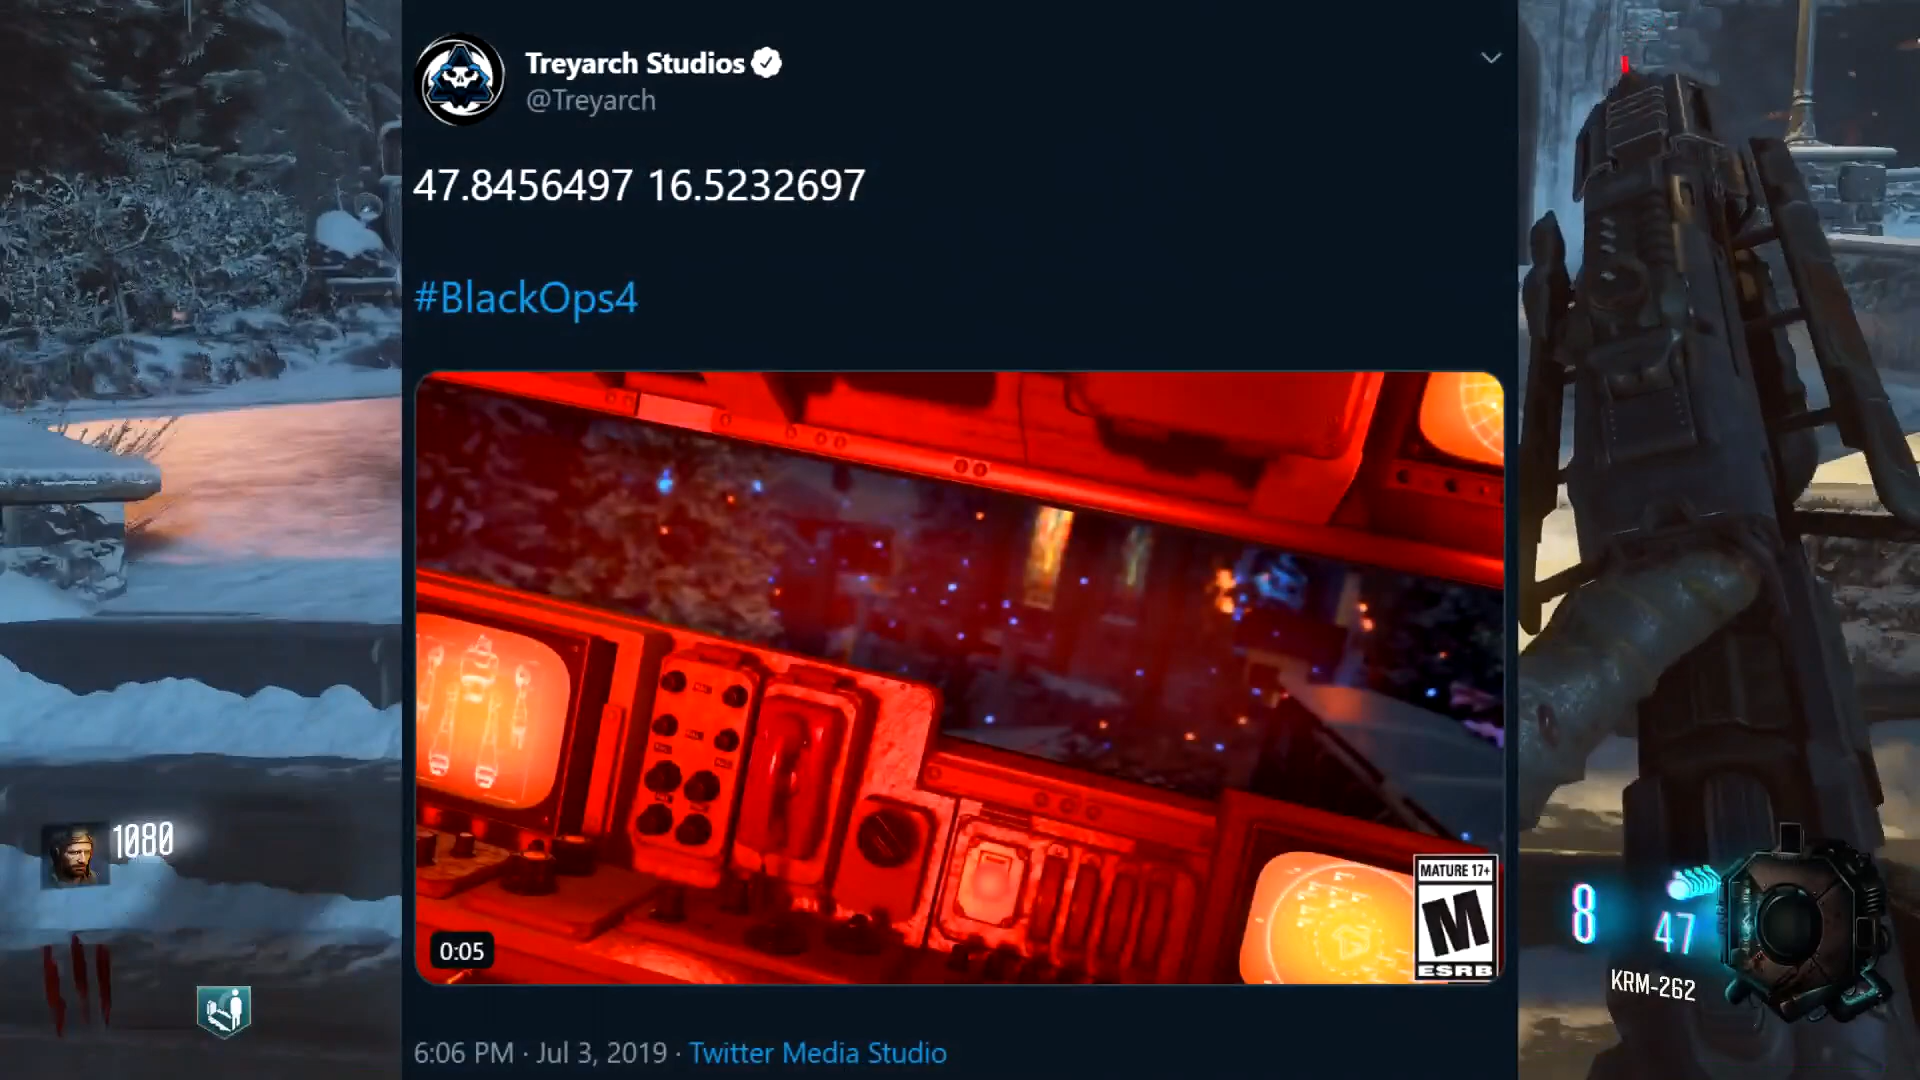 Treyarch Studios
@Treyarch
47.8456497 16.5232697
#BlackOps4
0:05
MATURE 17+
M
ESRB
6:06 PM · Jul 3, 2019 · Twitter Media Studio
1080
8
47
KRM-262